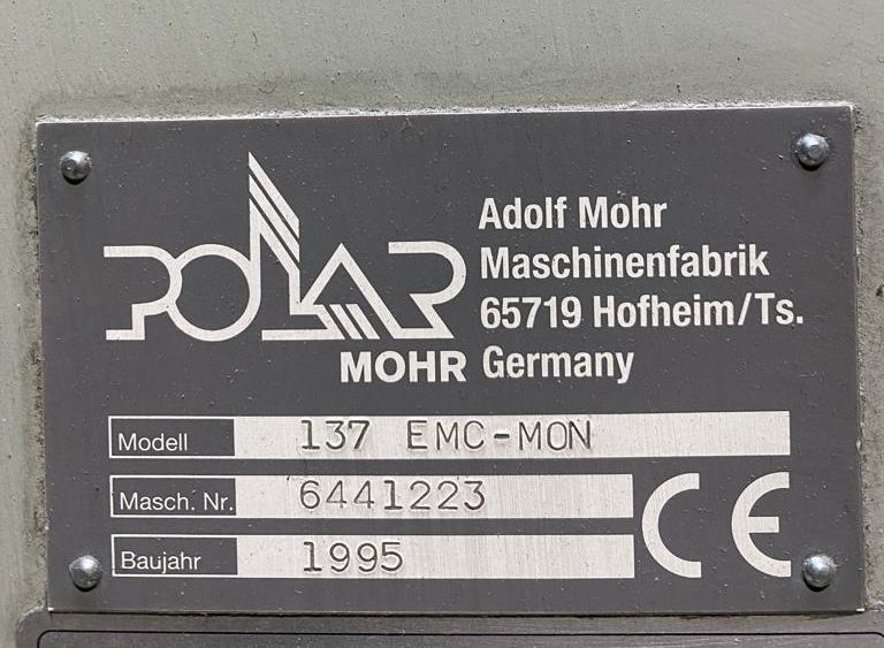 POLAR
MOHR
Adolf Mohr
Maschinenfabrik
65719 Hofheim/Ts.
Germany
Modell 137 EMC-MON
Masch. Nr. 6441223
Baujahr 1995
CE